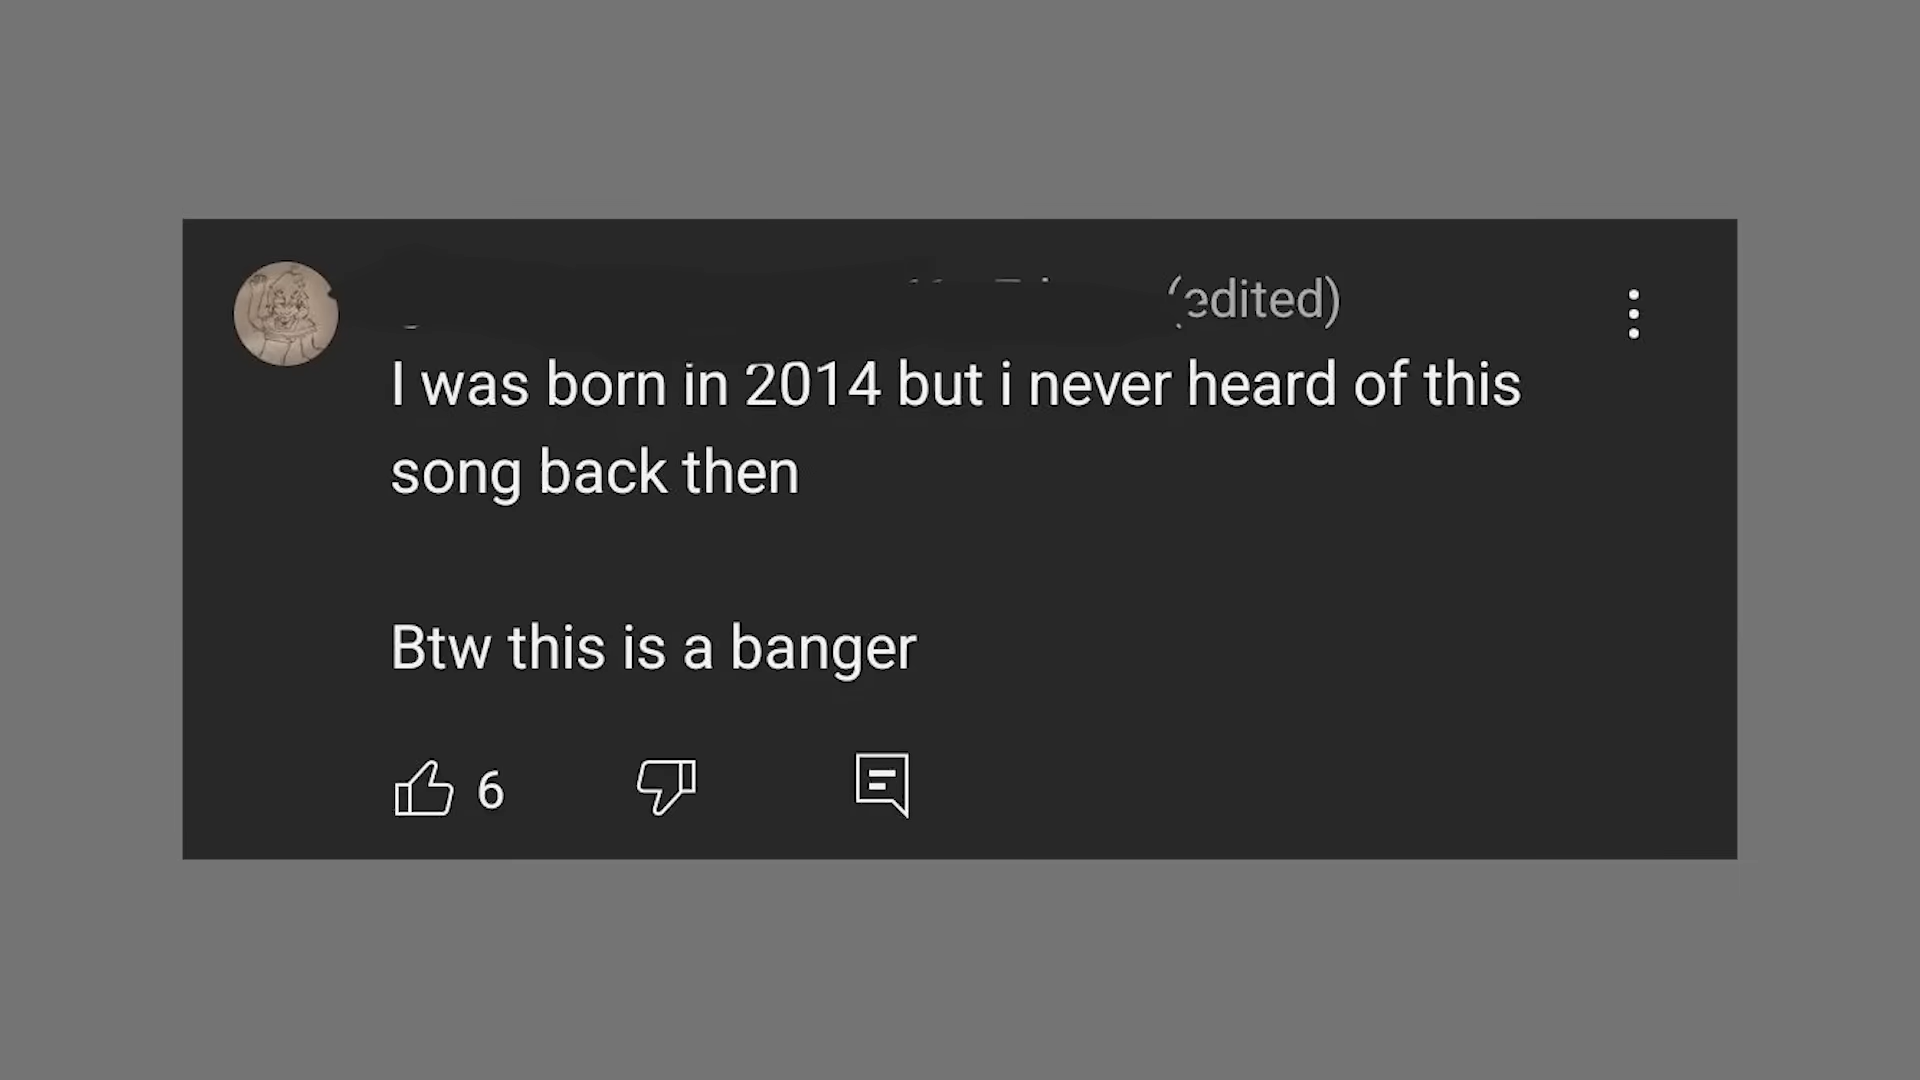 (edited)
I was born in 2014 but i never heard of this
song back then
Btw this is a banger
6